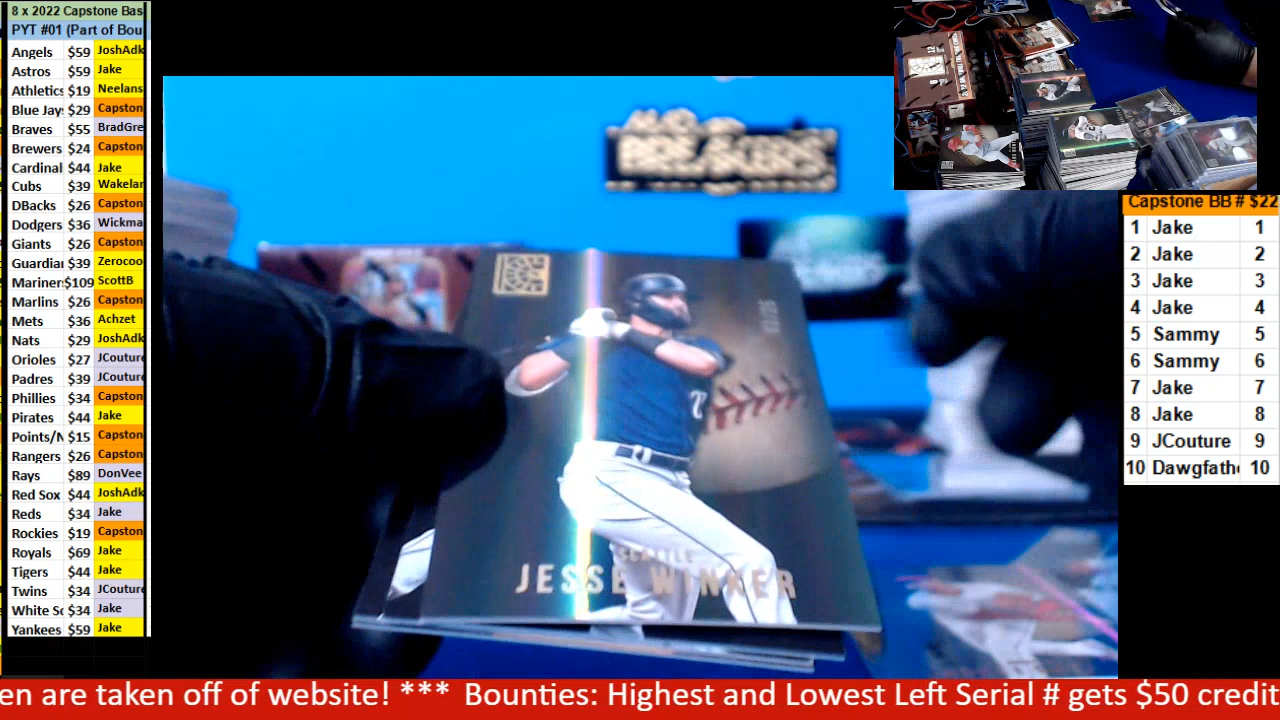 8 x 2022 Capstone Bas
PYT #01 (Part of Bou
Angels $59 JoshAdk
Astros $59 Jake
Athletics $19 Neelans
Blue Jay $29 Capston
Braves $55 BradGre
Brewers $24 Capston
Cardinal $44 Jake
Cubs $39 Wakelan
DBacks $26 Capston
Dodgers $36 Wickma
Giants $26 Capston
Guardian $39 Zerocoo
Mariner $109 ScottB
Marlins $26 Capston
Mets $36 Achzet
Nats $29 JoshAdk
Orioles $27 JCouture
Padres $39 JCouture
Phillies $34 Capston
Pirates $44 Jake
Points/N $15 Capston
Rangers $26 Capston
Rays $89 DonVee
Red Sox $44 JoshAdk
Reds $34 Jake
Rockies $19 Capston
Royals $69 Jake
Tigers $44 Jake
Twins $34 JCouture
White So $34 Jake
Yankees $59 Jake
BREAKERS
SEATTLE
JESSE WINKER
Capstone BB # $22
1 Jake 1
2 Jake 2
3 Jake 3
4 Jake 4
5 Sammy 5
6 Sammy 6
7 Jake 7
8 Jake 8
9 JCouture 9
10 Dawgfath 10
en are taken off of website! *** Bounties: Highest and Lowest Left Serial # gets $50 credit